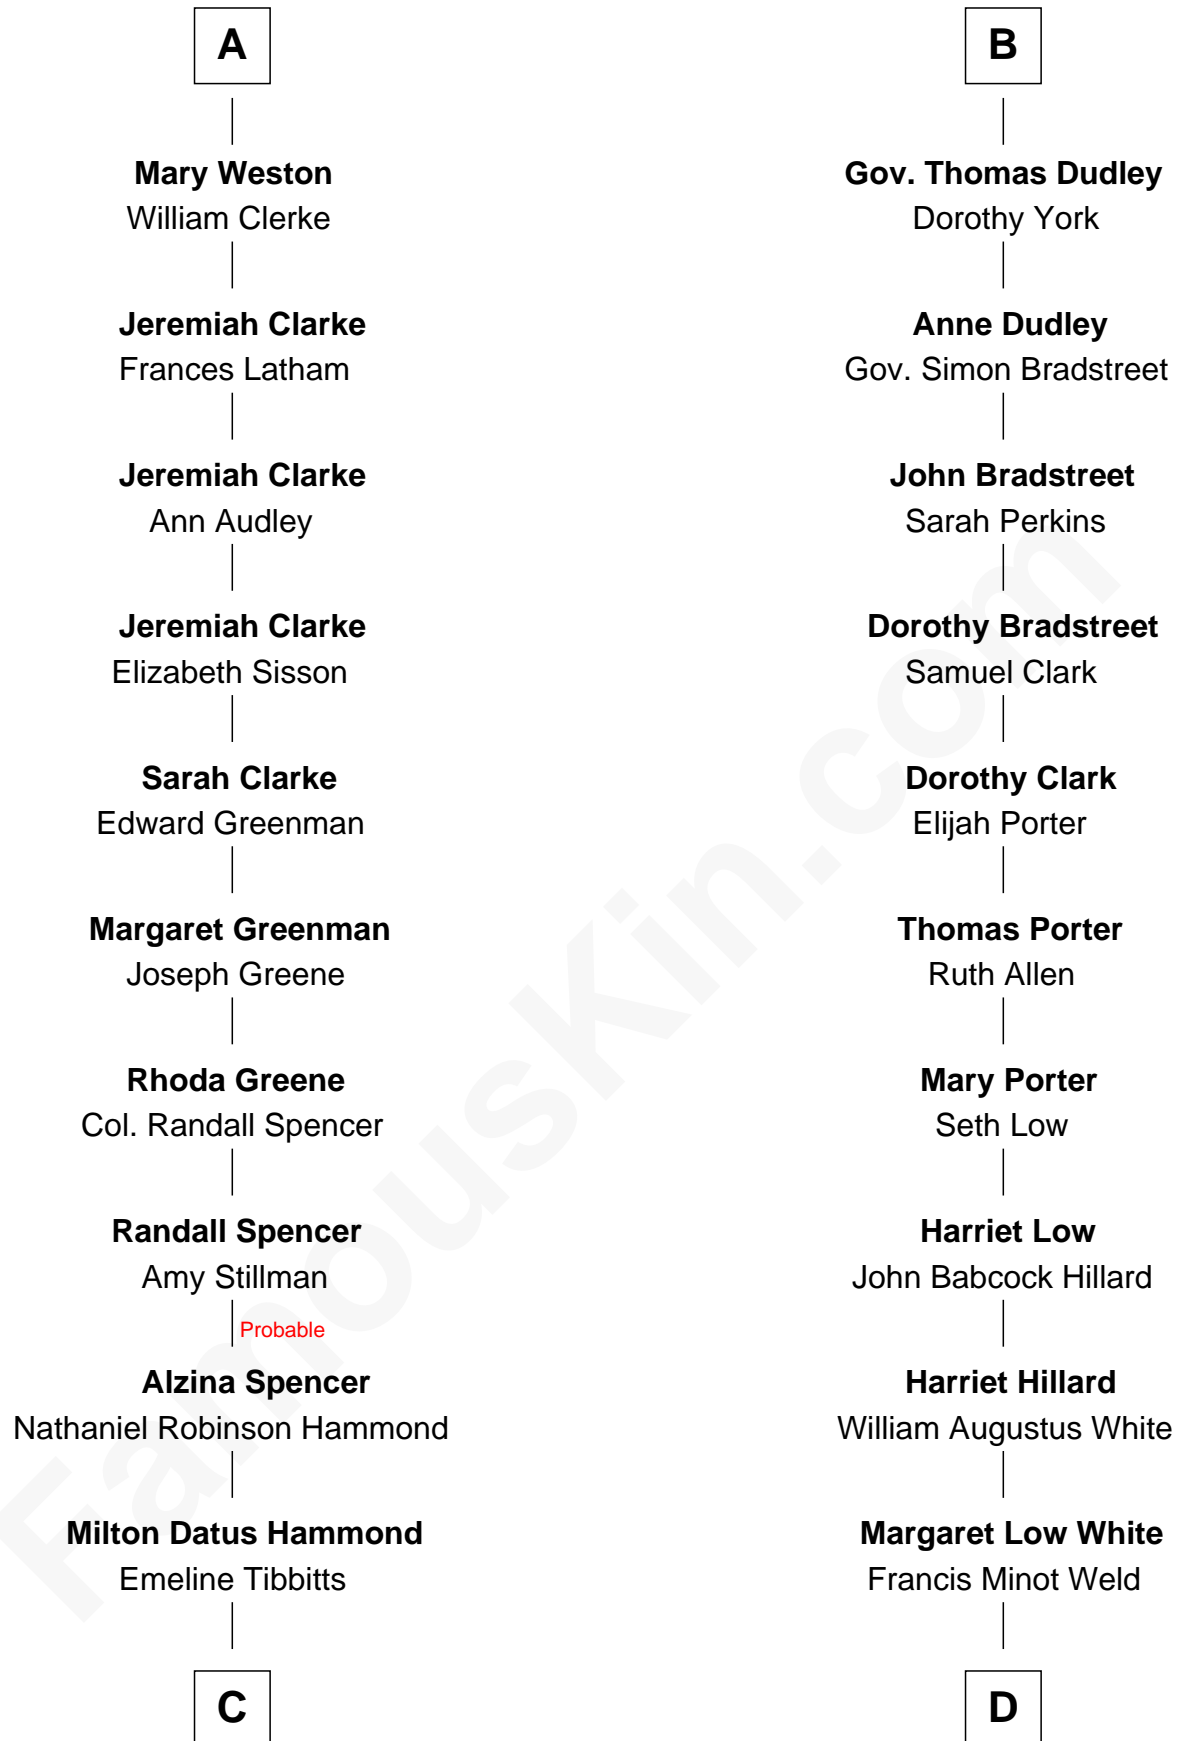 A
Mary Weston
William Clerke
Jeremiah Clarke
Frances Latham
Jeremiah Clarke
Ann Audley
Jeremiah Clarke
Elizabeth Sisson
Sarah Clarke
Edward Greenman
Margaret Greenman
Joseph Greene
Rhoda Greene
Col. Randall Spencer
Randall Spencer
Amy Stillman
Probable
Alzina Spencer
Nathaniel Robinson Hammond
Milton Datus Hammond
Emeline Tibbitts
C
B
Gov. Thomas Dudley
Dorothy York
Anne Dudley
Gov. Simon Bradstreet
John Bradstreet
Sarah Perkins
Dorothy Bradstreet
Samuel Clark
Dorothy Clark
Elijah Porter
Thomas Porter
Ruth Allen
Mary Porter
Seth Low
Harriet Low
John Babcock Hillard
Harriet Hillard
William Augustus White
Margaret Low White
Francis Minot Weld
D
FamousKin.com